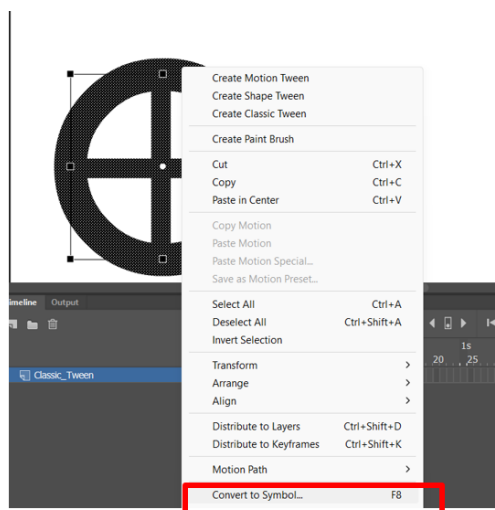 Create Motion Tween
Create Shape Tween
Create Classic Tween
Create Paint Brush
Cut Ctrl+X
Copy Ctrl+C
Paste in Center Ctrl+V
Copy Motion
Paste Motion
Paste Motion Special...
Save as Motion Preset...
Select All Ctrl+A
Deselect All Ctrl+Shift+A
Invert Selection
Transform
Arrange
Align
Distribute to Layers Ctrl+Shift+D
Distribute to Keyframes Ctrl+Shift+K
Motion Path
Convert to Symbol... F8
imeline Output
1s
20 25
Classic_Tween